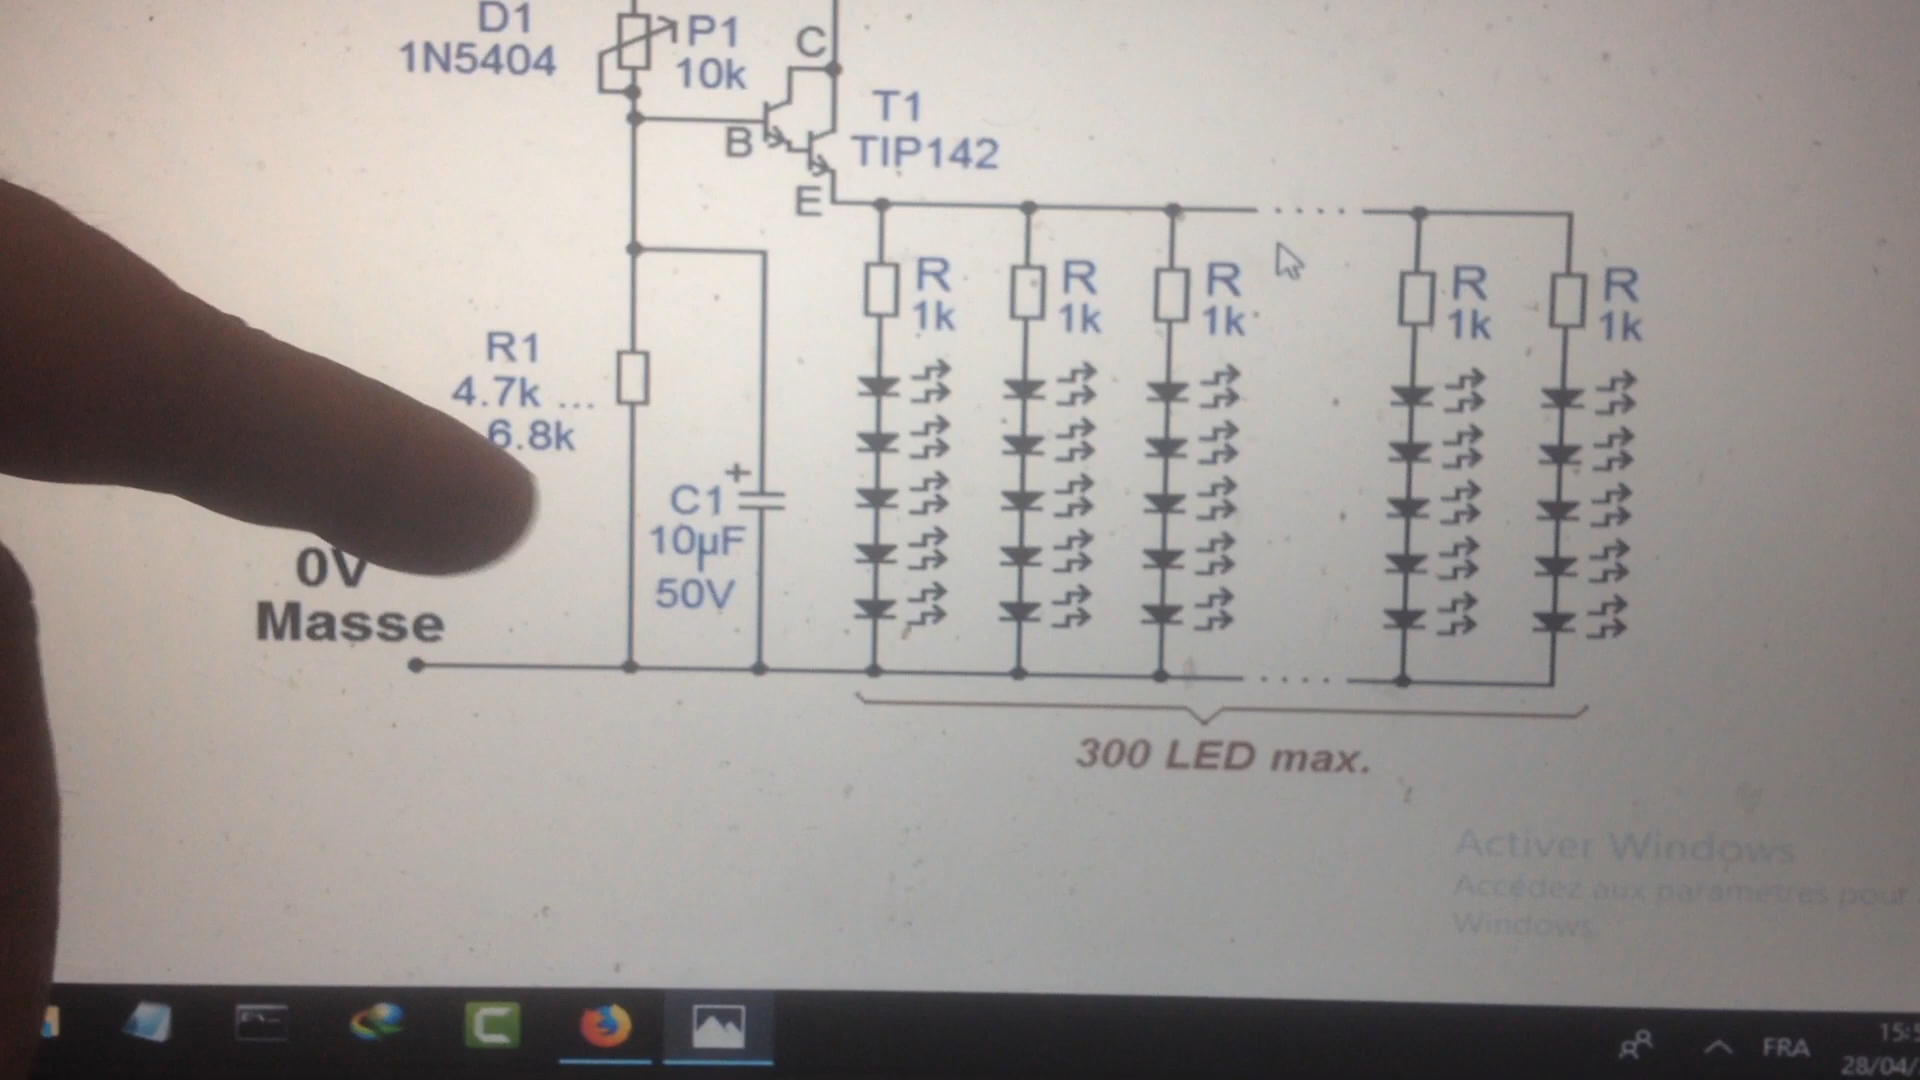 D1
1N5404
P1
10k
C
B
E
T1
TIP142
R
1k
R
1k
R
1k
R
1k
R
1k
R1
4.7k ...
6.8k
+
C1
10µF
50V
0V
Masse
300 LED max.
Activer Windows
Accédez aux paramètres pour
Windows.
FRA
28/04/